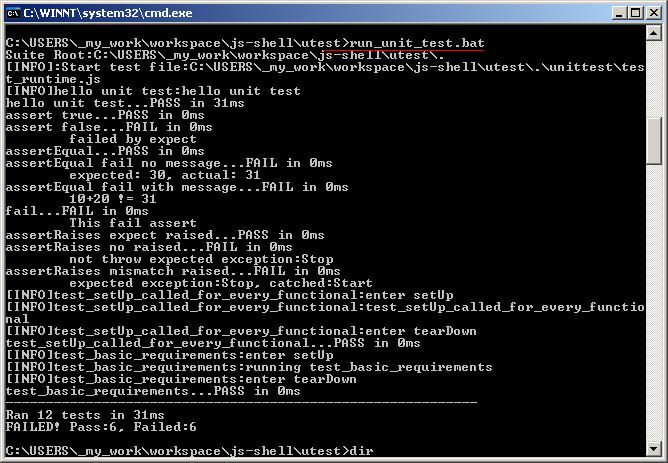 C:\WINNT\system32\cmd.exe
C:\USERS\_my_work\workspace\js-shell\utest>run_unit_test.bat
Suite Root:C:\USERS\_my_work\workspace\js-shell\utest\.
[INFO]:Start test file:C:\USERS\_my_work\workspace\js-shell\utest\.\unittest\tes
t_runtime.js
[INFO]hello unit test:hello unit test
hello unit test...PASS in 31ms
assert true...PASS in 0ms
assert false...FAIL in 0ms
failed by expect
assertEqual...PASS in 0ms
assertEqual fail no message...FAIL in 0ms
expected: 30, actual: 31
assertEqual fail with message...FAIL in 0ms
10+20 != 31
fail...FAIL in 0ms
This fail assert
assertRaises expect raised...PASS in 0ms
assertRaises no raised...FAIL in 0ms
not throw expected exception:Stop
assertRaises mismatch raised...FAIL in 0ms
expected exception:Stop, catched:Start
[INFO]test_setUp_called_for_every_functional:enter setUp
[INFO]test_setUp_called_for_every_functional:test_setUp_called_for_every_functio
nal
[INFO]test_setUp_called_for_every_functional:enter tearDown
test_setUp_called_for_every_functional...PASS in 0ms
[INFO]test_basic_requirements:enter setUp
[INFO]test_basic_requirements:running test_basic_requirements
[INFO]test_basic_requirements:enter tearDown
test_basic_requirements...PASS in 0ms
----------------------------------------------------------
Ran 12 tests in 31ms
FAILED! Pass:6, Failed:6
C:\USERS\_my_work\workspace\js-shell\utest>dir